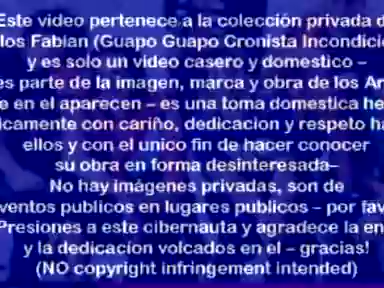 Este video pertenece a la colección privada d
los Fabian (Guapo Guapo Cronista Incondicio
y es solo un video casero y domestico –
es parte de la imagen, marca y obra de los Ar
e en el aparecen – es una toma domestica he
icamente con cariño, dedicacion y respeto ha
ellos y con el unico fin de hacer conocer
su obra en forma desinteresada–
No hay imágenes privadas, son de
ventos publicos en lugares publicos – por fav
Presiones a este cibernauta y agradece la en
y la dedicacíon volcados en el – gracias!
(NO copyright infringement intended)